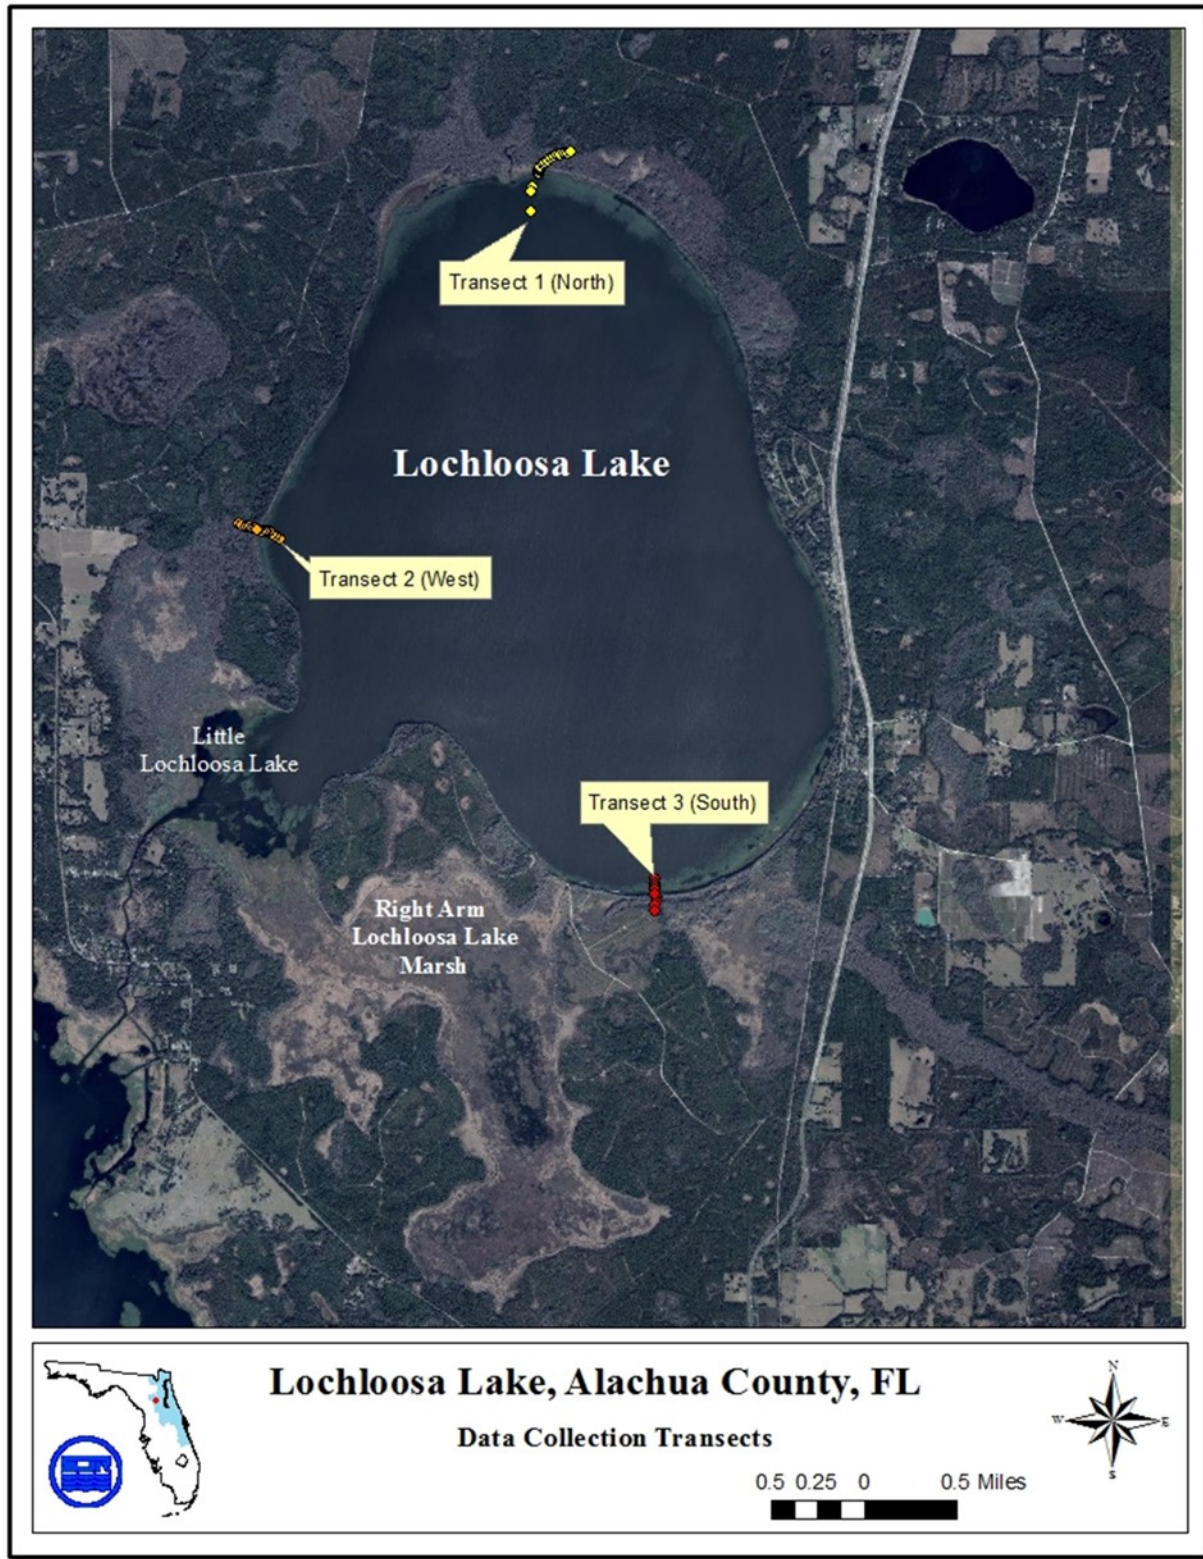 Transect 1 (North)
Lochloosa Lake
Transect 2 (West)
Little
Lochloosa Lake
Transect 3 (South)
Right Arm
Lochloosa Lake
Marsh
Lochloosa Lake, Alachua County, FL
Data Collection Transects
N
W
E
S
0.5 0.25 0 0.5 Miles